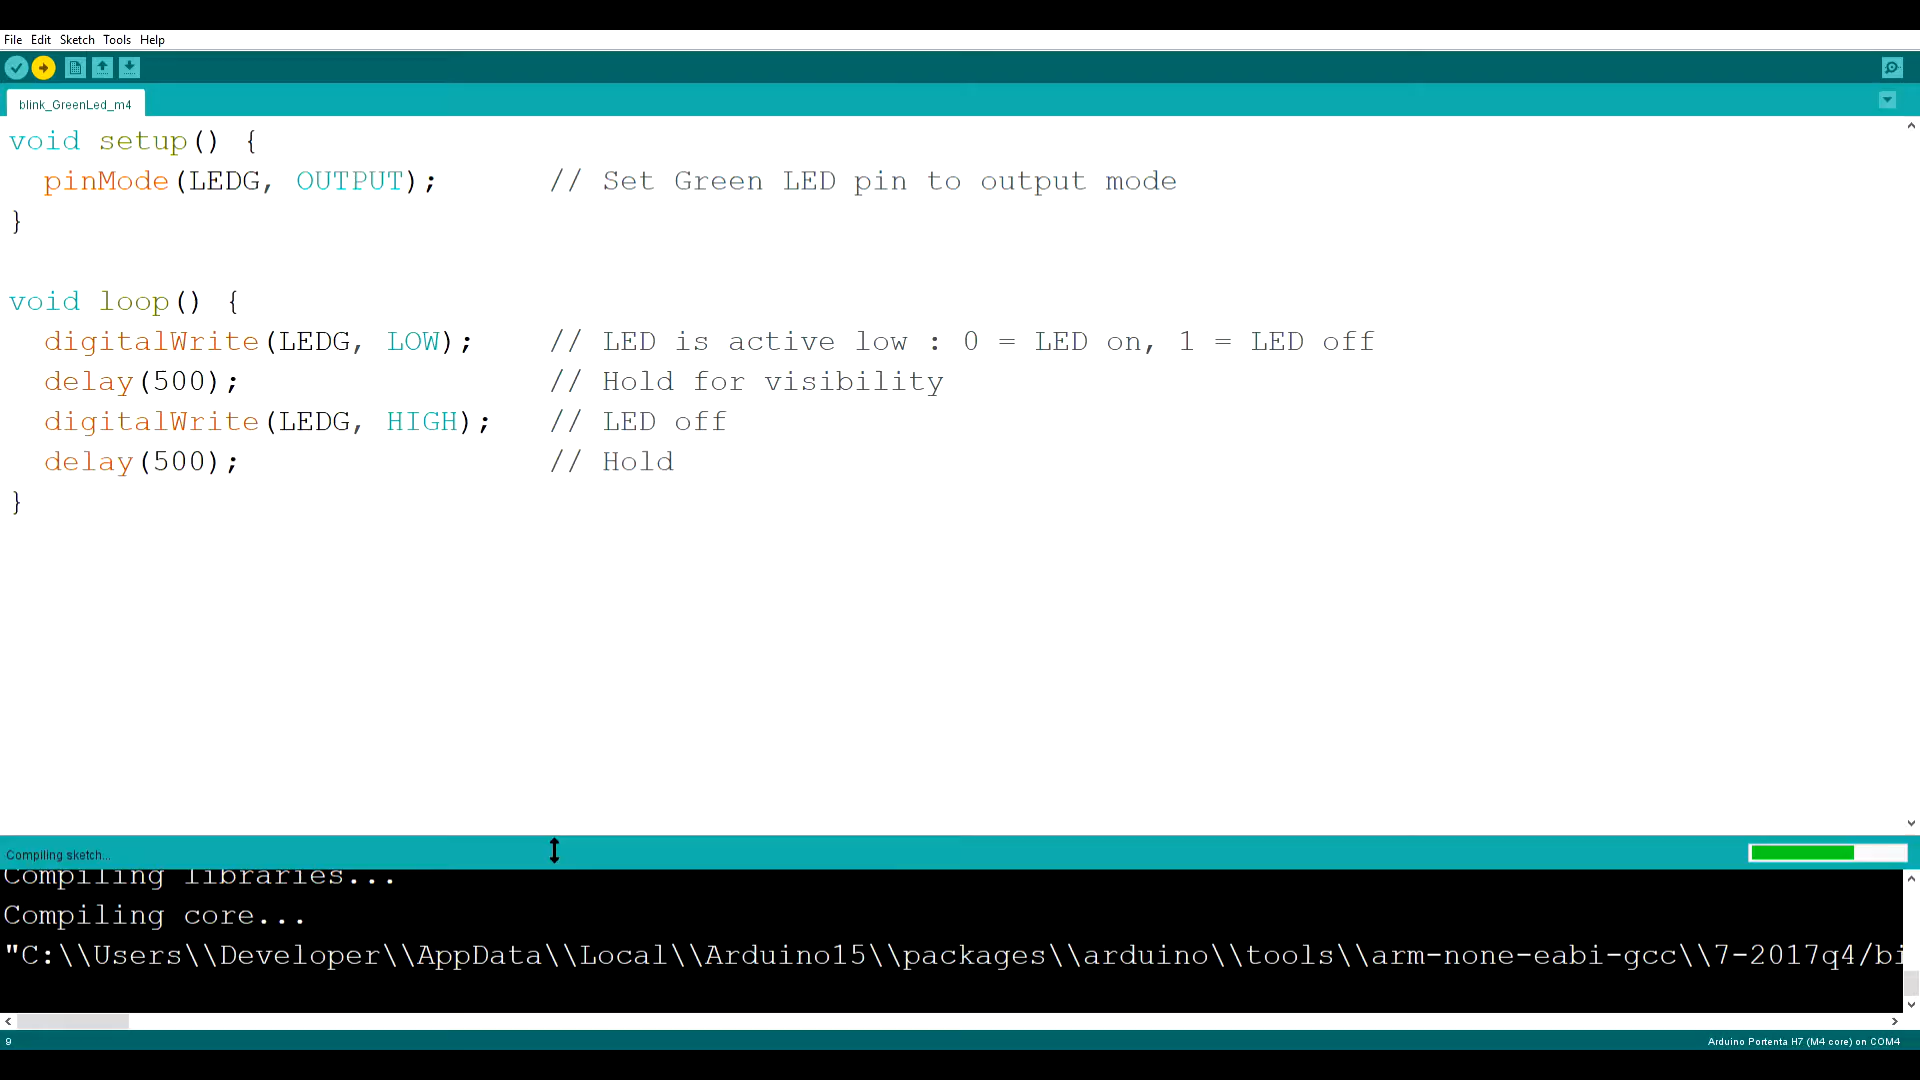 File Edit Sketch Tools Help
blink_GreenLed_m4
void setup() {
  pinMode(LEDG, OUTPUT);      // Set Green LED pin to output mode
}
void loop() {
  digitalWrite(LEDG, LOW);    // LED is active low : 0 = LED on, 1 = LED off
  delay(500);                 // Hold for visibility
  digitalWrite(LEDG, HIGH);   // LED off
  delay(500);                 // Hold
}
Compiling sketch...
Compiling libraries...
Compiling core...
"C:\\Users\\Developer\\AppData\\Local\\Arduino15\\packages\\arduino\\tools\\arm-none-eabi-gcc\\7-2017q4/bi
9
Arduino Portenta H7 (M4 core) on COM4